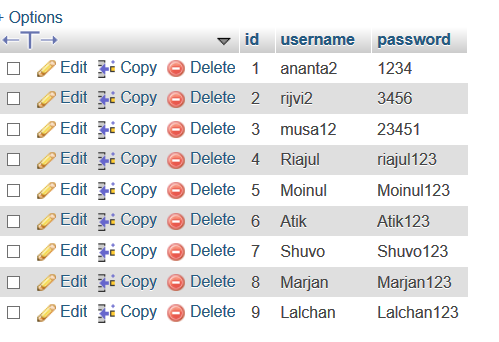 + Options
id username password
Edit Copy Delete 1 ananta2 1234
Edit Copy Delete 2 rijvi2 3456
Edit Copy Delete 3 musa12 23451
Edit Copy Delete 4 Riajul riajul123
Edit Copy Delete 5 Moinul Moinul123
Edit Copy Delete 6 Atik Atik123
Edit Copy Delete 7 Shuvo Shuvo123
Edit Copy Delete 8 Marjan Marjan123
Edit Copy Delete 9 Lalchan Lalchan123